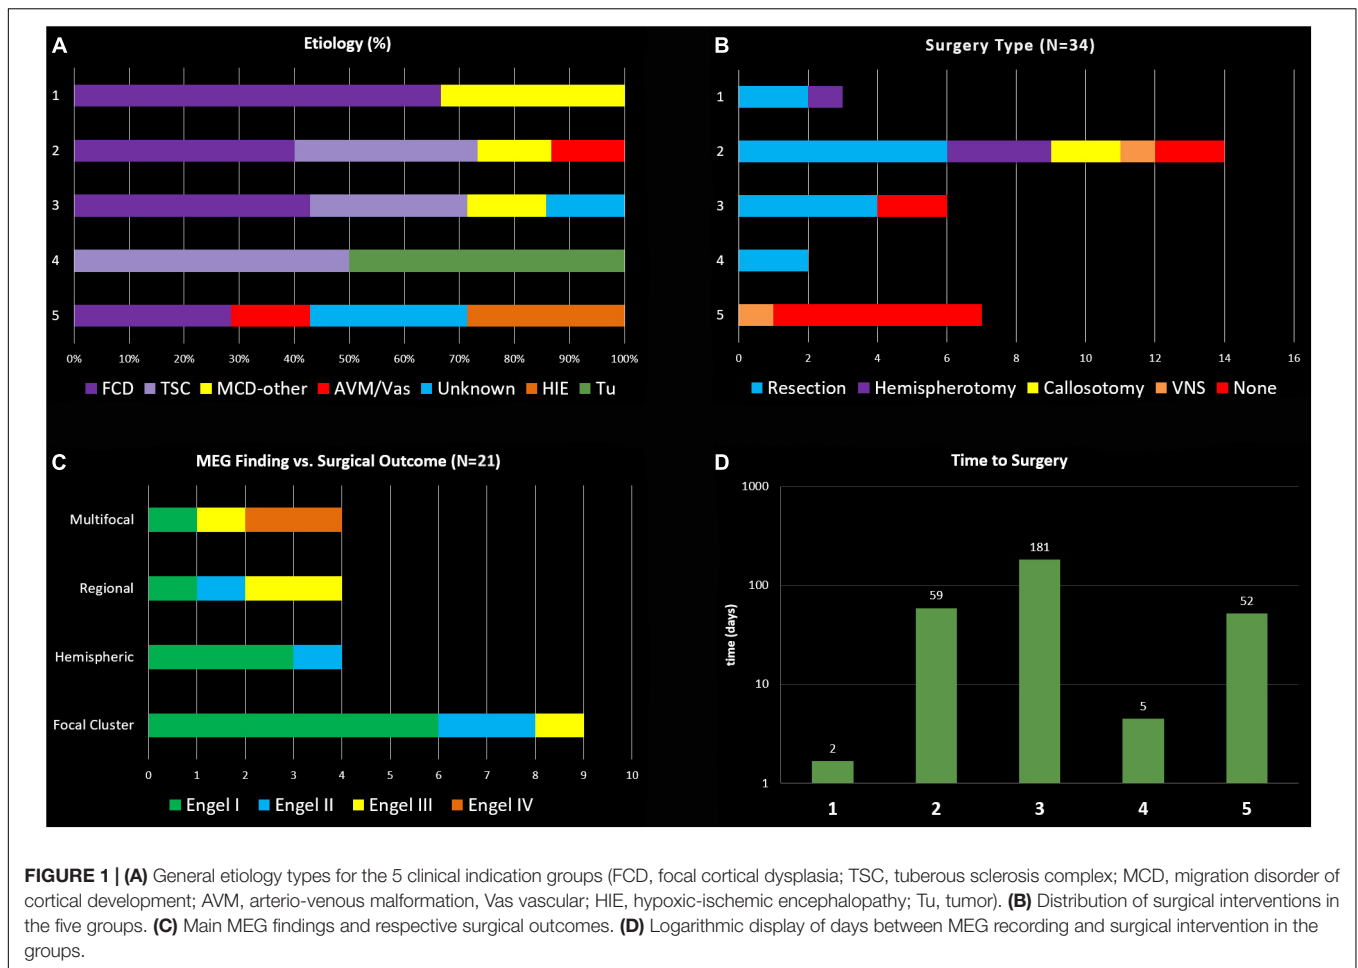 A
Etiology (%)
1
2
3
4
5
0% 10% 20% 30% 40% 50% 60% 70% 80% 90% 100%
FCD TSC MCD-other AVM/Vas Unknown HIE Tu
B
Surgery Type (N=34)
1
2
3
4
5
0 2 4 6 8 10 12 14 16
Resection Hemispherotomy Callosotomy VNS None
C
MEG Finding vs. Surgical Outcome (N=21)
Multifocal
Regional
Hemispheric
Focal Cluster
0 1 2 3 4 5 6 7 8 9 10
Engel I Engel II Engel III Engel IV
D
Time to Surgery
time (days)
1000
100
10
1
2 59 181 5 52
1 2 3 4 5
FIGURE 1 | (A) General etiology types for the 5 clinical indication groups (FCD, focal cortical dysplasia; TSC, tuberous sclerosis complex; MCD, migration disorder of
cortical development; AVM, arterio-venous malformation, Vas vascular; HIE, hypoxic-ischemic encephalopathy; Tu, tumor). (B) Distribution of surgical interventions in
the five groups. (C) Main MEG findings and respective surgical outcomes. (D) Logarithmic display of days between MEG recording and surgical intervention in the
groups.